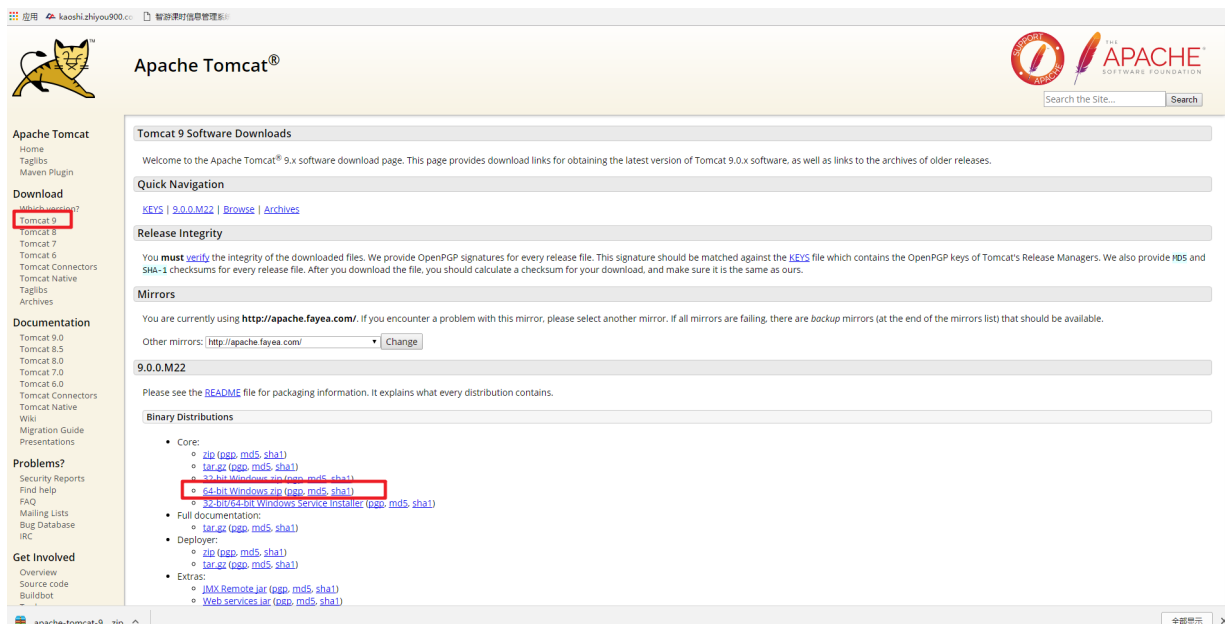 应用 kaoshi.zhiyou900.co 智游课时信息管理系
TM
Apache Tomcat®
SUPPORT
APACHE
THE
APACHE®
SOFTWARE FOUNDATION
Search the Site... Search
Apache Tomcat
Home
Taglibs
Maven Plugin
Download
Which version?
Tomcat 9
Tomcat 8
Tomcat 7
Tomcat 6
Tomcat Connectors
Tomcat Native
Taglibs
Archives
Documentation
Tomcat 9.0
Tomcat 8.5
Tomcat 8.0
Tomcat 7.0
Tomcat 6.0
Tomcat Connectors
Tomcat Native
Wiki
Migration Guide
Presentations
Problems?
Security Reports
Find help
FAQ
Mailing Lists
Bug Database
IRC
Get Involved
Overview
Source code
Buildbot
Tomcat 9 Software Downloads
Welcome to the Apache Tomcat® 9.x software download page. This page provides download links for obtaining the latest version of Tomcat 9.0.x software, as well as links to the archives of older releases.
Quick Navigation
KEYS | 9.0.0.M22 | Browse | Archives
Release Integrity
You must verify the integrity of the downloaded files. We provide OpenPGP signatures for every release file. This signature should be matched against the KEYS file which contains the OpenPGP keys of Tomcat's Release Managers. We also provide MD5 and
SHA-1 checksums for every release file. After you download the file, you should calculate a checksum for your download, and make sure it is the same as ours.
Mirrors
You are currently using http://apache.fayea.com/. If you encounter a problem with this mirror, please select another mirror. If all mirrors are failing, there are backup mirrors (at the end of the mirrors list) that should be available.
Other mirrors: http://apache.fayea.com/ Change
9.0.0.M22
Please see the README file for packaging information. It explains what every distribution contains.
Binary Distributions
• Core:
zip (pgp, md5, sha1)
tar.gz (pgp, md5, sha1)
32-bit Windows zip (pgp, md5, sha1)
64-bit Windows zip (pgp, md5, sha1)
32-bit/64-bit Windows Service Installer (pgp, md5, sha1)
• Full documentation:
tar.gz (pgp, md5, sha1)
• Deployer:
zip (pgp, md5, sha1)
tar.gz (pgp, md5, sha1)
• Extras:
JMX Remote jar (pgp, md5, sha1)
Web services jar (pgp, md5, sha1)
apache-tomcat-9....zip 全部显示